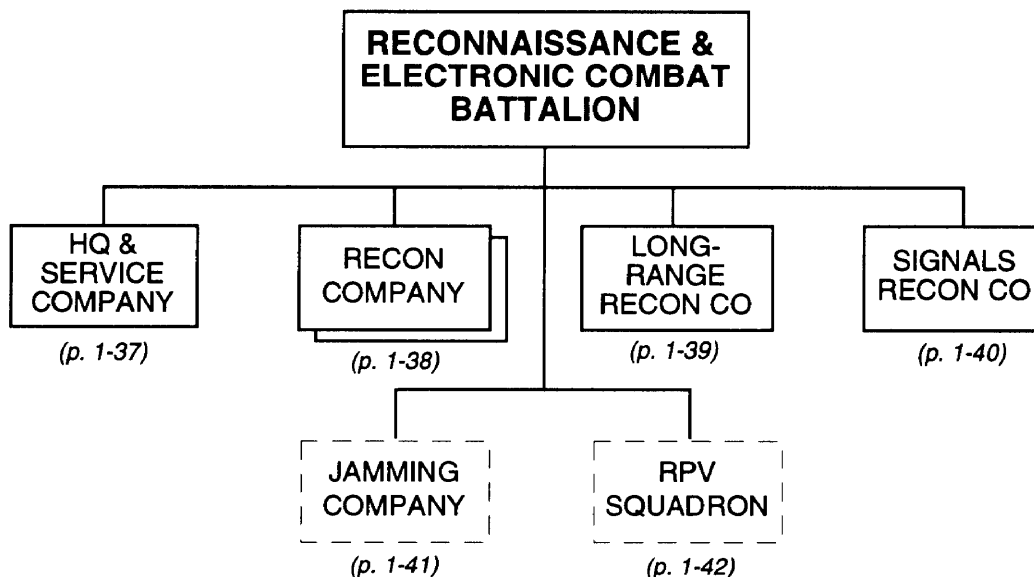 RECONNAISSANCE &
ELECTRONIC COMBAT
BATTALION
HQ &
SERVICE
COMPANY
(p. 1-37)
RECON
COMPANY
(p. 1-38)
LONG-
RANGE
RECON CO
(p. 1-39)
SIGNALS
RECON CO
(p. 1-40)
JAMMING
COMPANY
(p. 1-41)
RPV
SQUADRON
(p. 1-42)